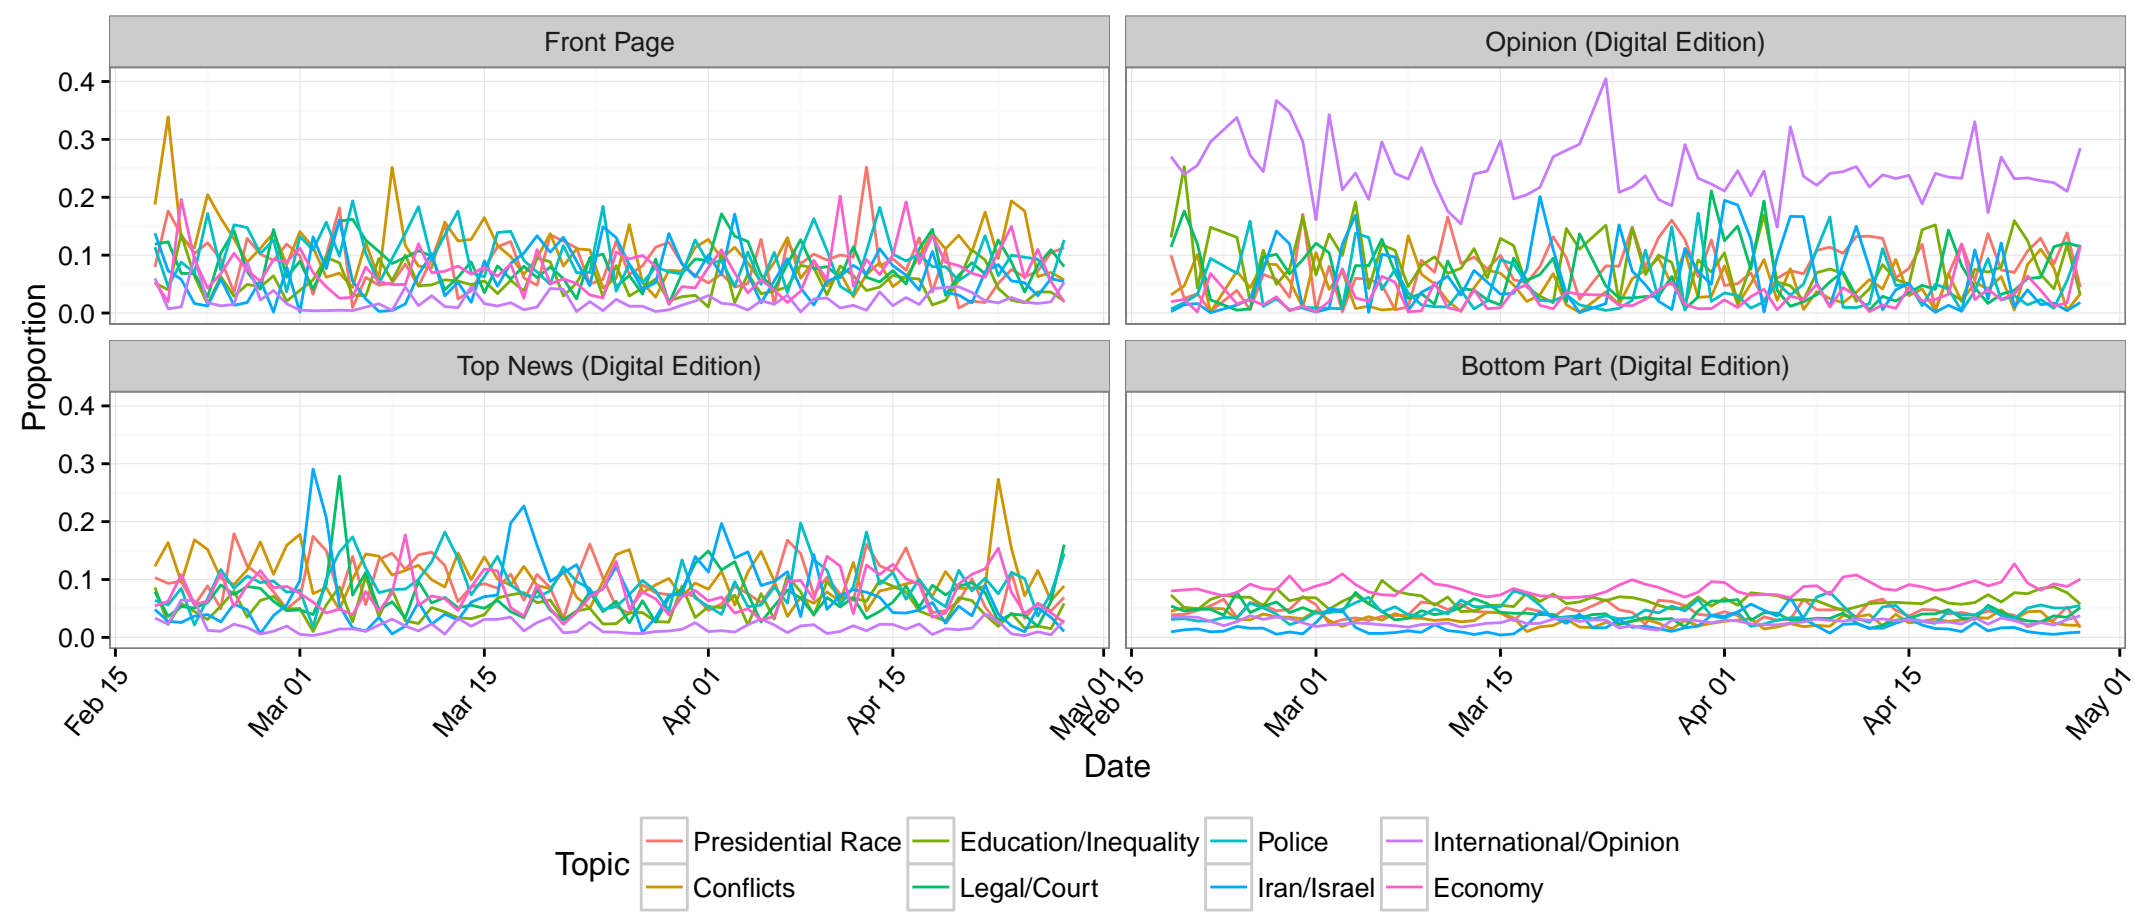 Front Page
Opinion (Digital Edition)
0.4
0.3
0.2
0.1
0.0
Top News (Digital Edition)
Bottom Part (Digital Edition)
0.4
0.3
0.2
0.1
0.0
Proportion
Feb 15
Mar 01
Mar 15
Apr 01
Apr 15
May 01
Feb 15
Mar 01
Mar 15
Apr 01
Apr 15
May 01
Date
Topic
Presidential Race
Education/Inequality
Police
International/Opinion
Conflicts
Legal/Court
Iran/Israel
Economy